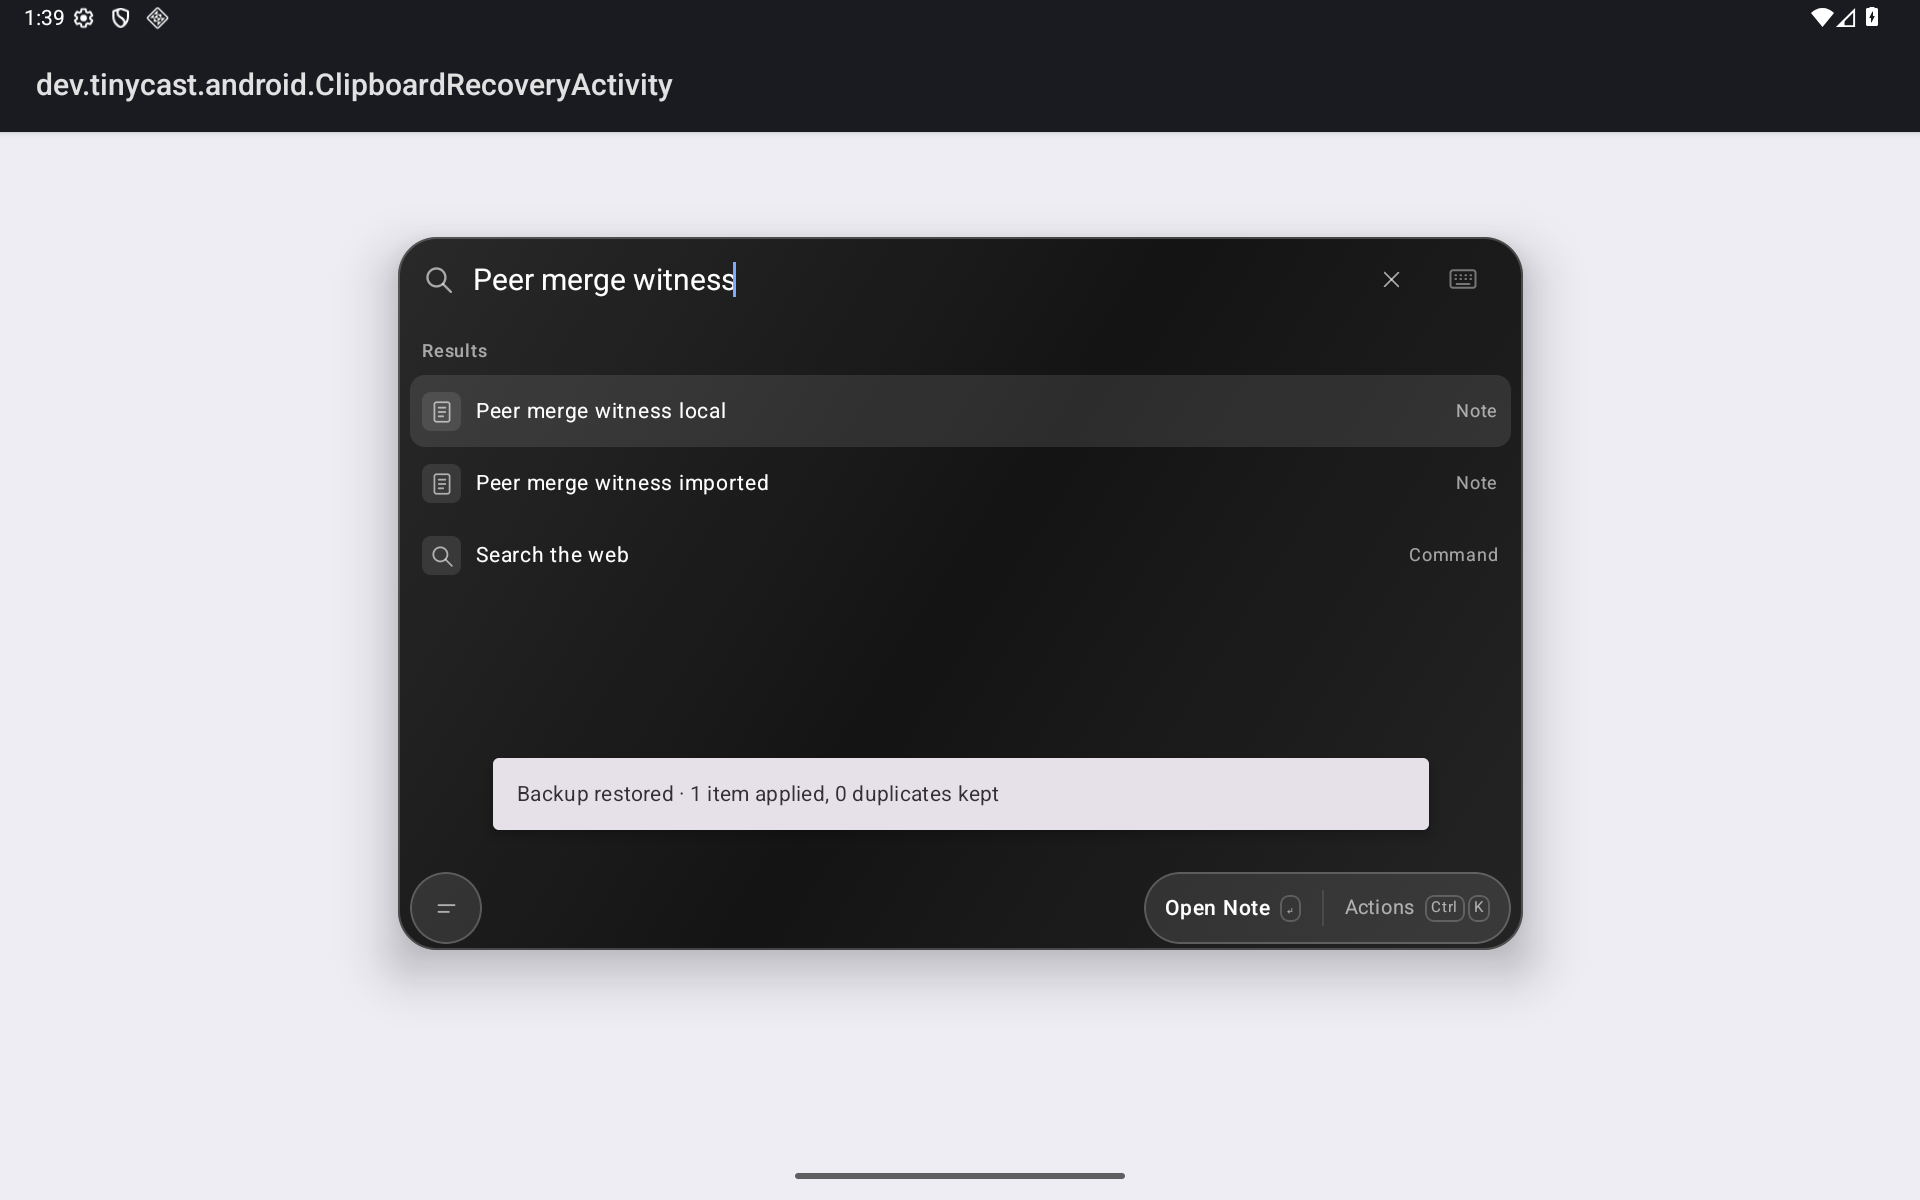 1:39
dev.tinycast.android.ClipboardRecoveryActivity
Peer merge witness
Results
Peer merge witness local Note
Peer merge witness imported Note
Search the web Command
Backup restored · 1 item applied, 0 duplicates kept
Open Note ↵ Actions Ctrl K